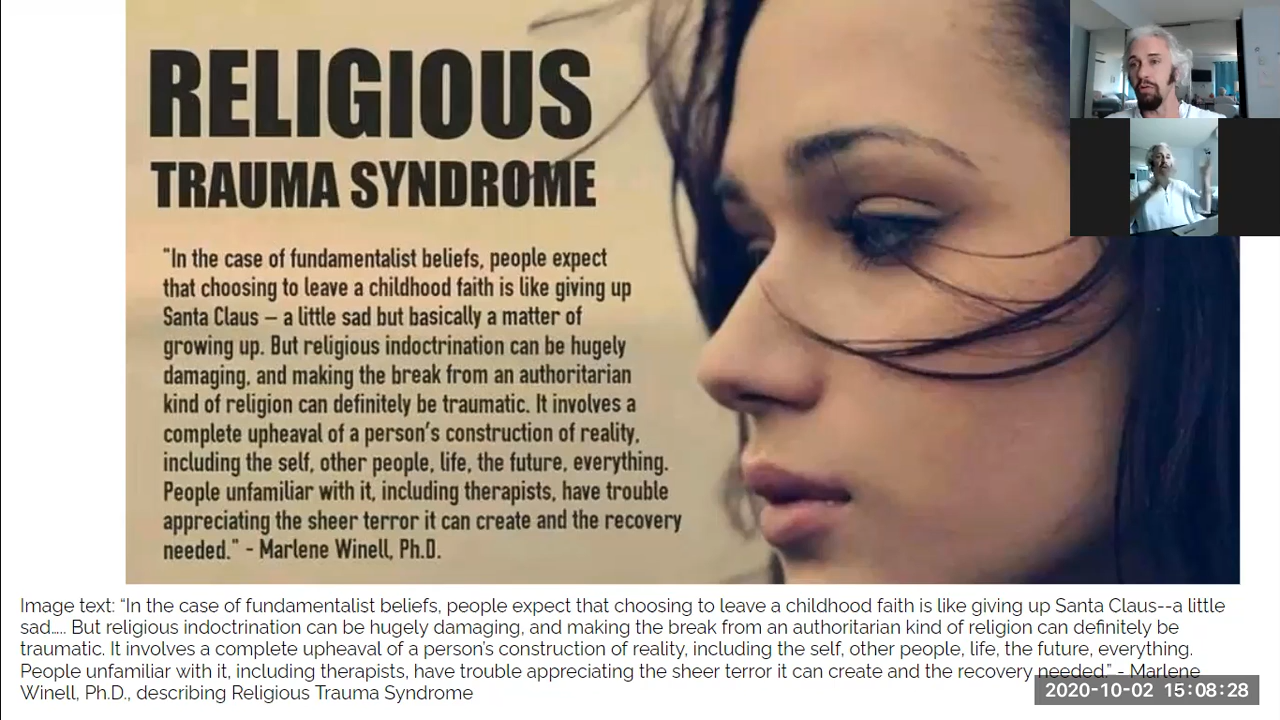 RELIGIOUS
TRAUMA SYNDROME
“In the case of fundamentalist beliefs, people expect
that choosing to leave a childhood faith is like giving up
Santa Claus – a little sad but basically a matter of
growing up. But religious indoctrination can be hugely
damaging, and making the break from an authoritarian
kind of religion can definitely be traumatic. It involves a
complete upheaval of a person’s construction of reality,
including the self, other people, life, the future, everything.
People unfamiliar with it, including therapists, have trouble
appreciating the sheer terror it can create and the recovery
needed.” - Marlene Winell, Ph.D.
Image text: “In the case of fundamentalist beliefs, people expect that choosing to leave a childhood faith is like giving up Santa Claus--a little
sad..... But religious indoctrination can be hugely damaging, and making the break from an authoritarian kind of religion can definitely be
traumatic. It involves a complete upheaval of a person’s construction of reality, including the self, other people, life, the future, everything.
People unfamiliar with it, including therapists, have trouble appreciating the sheer terror it can create and the recovery needed.” - Marlene
Winell, Ph.D., describing Religious Trauma Syndrome
2020-10-02 15:08:28